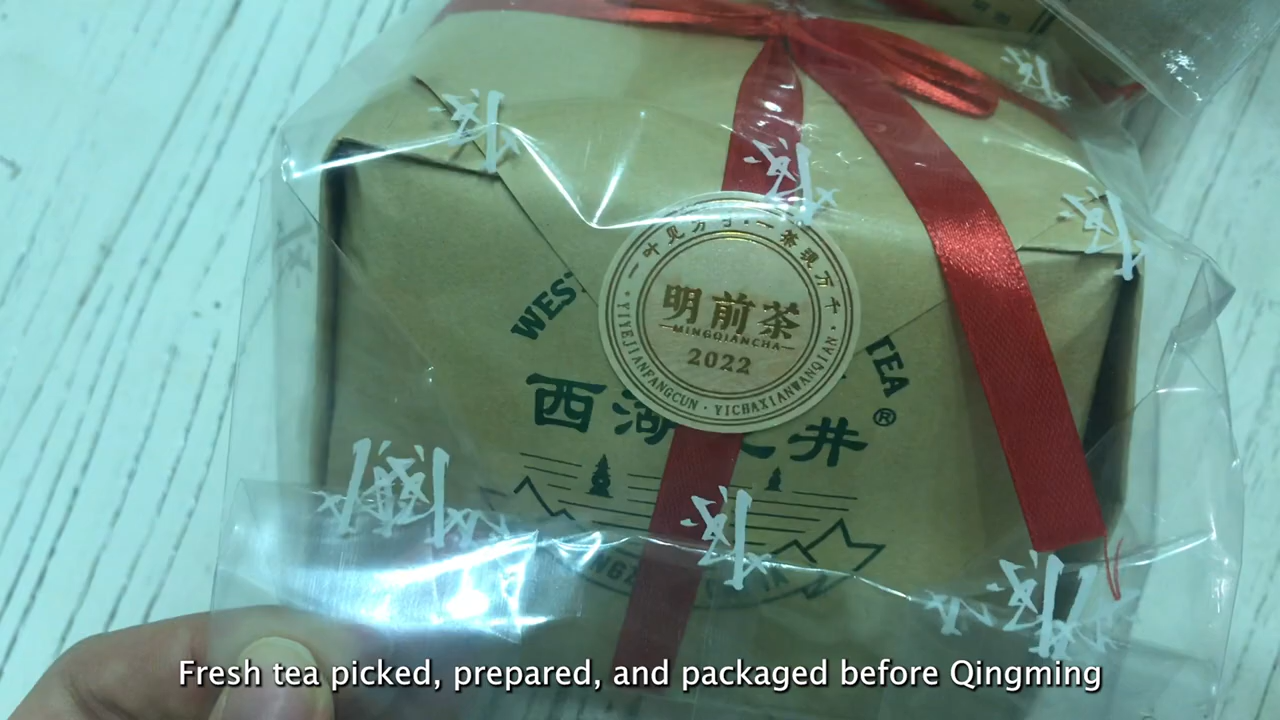 一叶见方寸·一茶现万千
明前茶
MINGQIANCHA
2022
YIYEJIANFANGCUN · YICHAXIANWANQIAN
WEST
TEA
®
西湖 井
Fresh tea picked, prepared, and packaged before Qingming